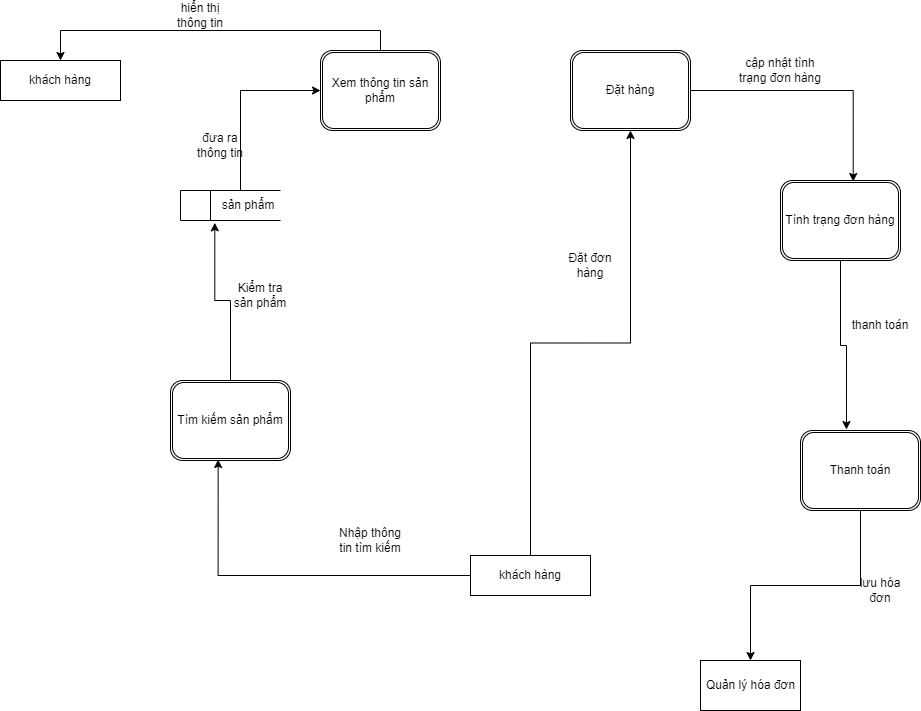 hiển thị
thông tin
khách hàng
Xem thông tin sản
phẩm
Đặt hàng
cập nhật tình
trạng đơn hàng
đưa ra
thông tin
sản phẩm
Tình trạng đơn hàng
Đặt đơn
hàng
Kiểm tra
sản phẩm
thanh toán
Tìm kiếm sản phẩm
Thanh toán
Nhập thông
tin tìm kiếm
khách hàng
lưu hóa
đơn
Quản lý hóa đơn